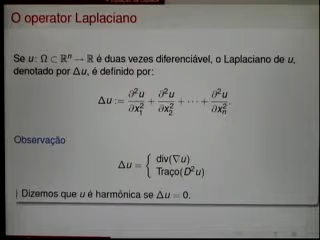 O operador Laplaciano
Se u: Ω ⊂ ℝⁿ → ℝ é duas vezes diferenciável, o Laplaciano de u,
denotado por Δu, é definido por:
Δu := ∂²u/∂x₁² + ∂²u/∂x₂² + ⋯ + ∂²u/∂xₙ².
Observação
Δu = { div(∇u)
Traço(D²u)
Dizemos que u é harmônica se Δu = 0.